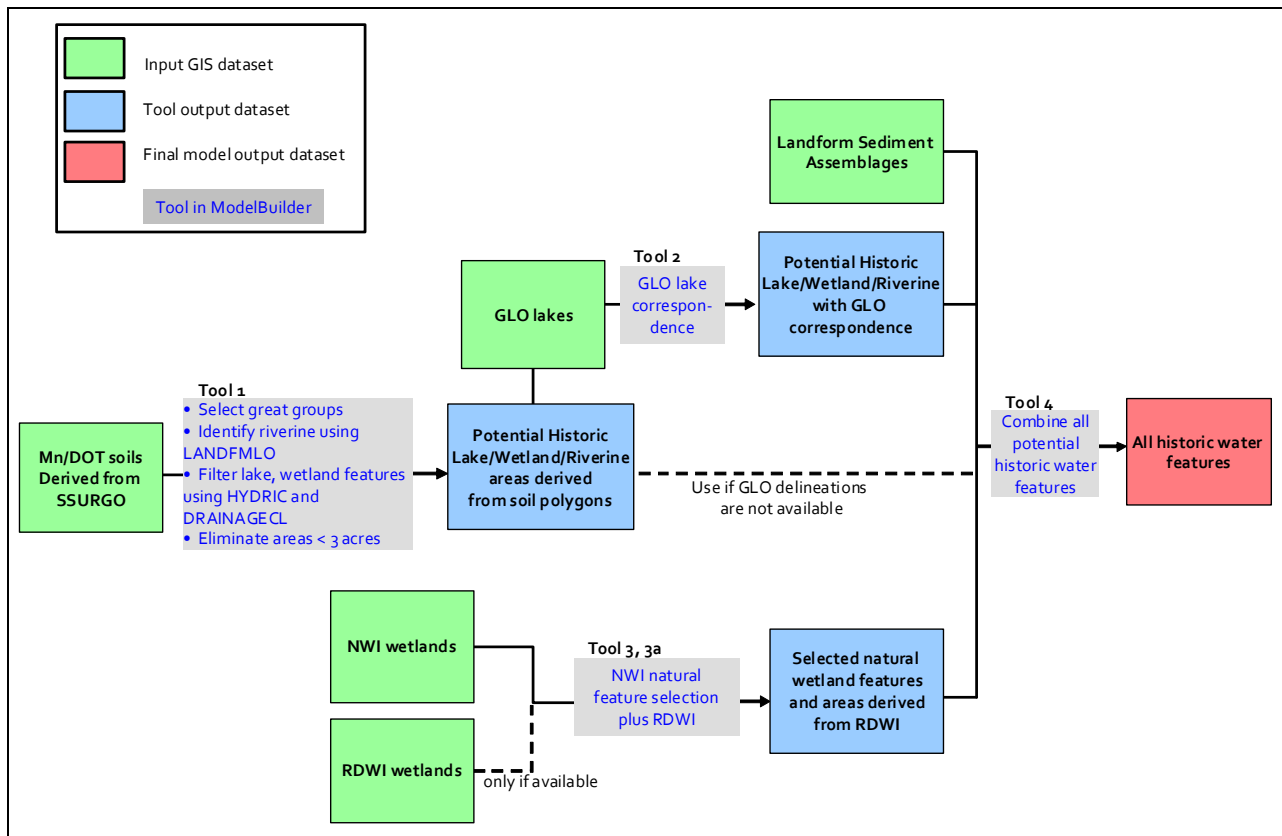 Input GIS dataset
Tool output dataset
Final model output dataset
Tool in ModelBuilder
Landform Sediment
Assemblages
Tool 2
GLO lake
correspon-
dence
GLO lakes
Potential Historic
Lake/Wetland/Riverine
with GLO
correspondence
Tool 1
• Select great groups
• Identify riverine using
LANDFMLO
• Filter lake, wetland features
using HYDRIC and
DRAINAGECL
• Eliminate areas < 3 acres
Mn/DOT soils
Derived from
SSURGO
Potential Historic
Lake/Wetland/Riverine
areas derived
from soil polygons
Use if GLO delineations
are not available
Tool 4
Combine all
potential
historic water
features
All historic water
features
NWI wetlands
RDWI wetlands
only if available
Tool 3, 3a
NWI natural
feature selection
plus RDWI
Selected natural
wetland features
and areas derived
from RDWI